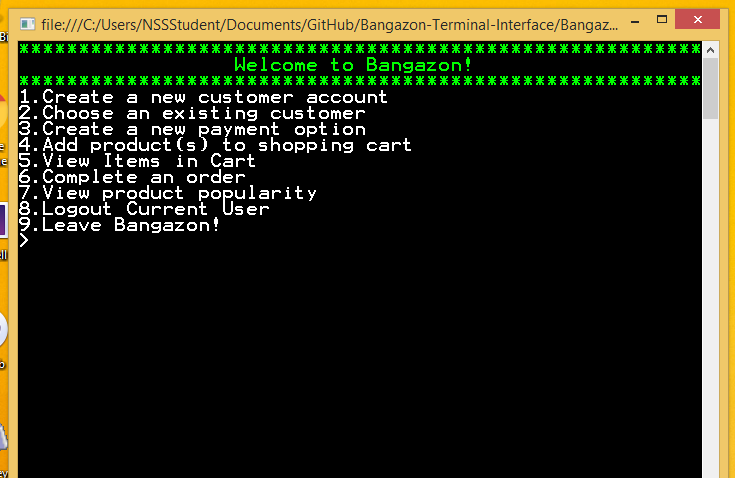 file:///C:/Users/NSSStudent/Documents/GitHub/Bangazon-Terminal-Interface/Bangaz...
**************************************************************
Welcome to Bangazon!
**************************************************************
1.Create a new customer account
2.Choose an existing customer
3.Create a new payment option
4.Add product(s) to shopping cart
5.View Items in Cart
6.Complete an order
7.View product popularity
8.Logout Current User
9.Leave Bangazon!
>